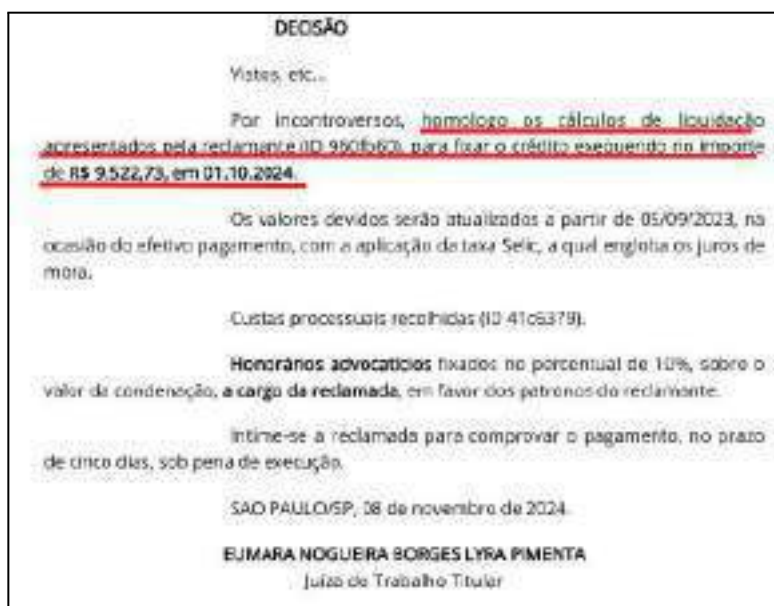 DECISÃO
Vistos, etc...
Por incontroversos, homologo os cálculos de liquidação
apresentados pela reclamante (ID 960fb60), para fixar o crédito exequendo no importe
de R$ 9.522,73, em 01.10.2024.
Os valores devidos serão atualizados a partir de 05/09/2023, na
ocasião do efetivo pagamento, com a aplicação da taxa Selic, a qual engloba os juros de
mora.
Custas processuais recolhidas (ID 41c6379).
Honorários advocatícios fixados no percentual de 10%, sobre o
valor da condenação, a cargo da reclamada, em favor dos patronos do reclamante.
Intime-se a reclamada para comprovar o pagamento, no prazo
de cinco dias, sob pena de execução.
SAO PAULO/SP, 08 de novembro de 2024.
EUMARA NOGUEIRA BORGES LYRA PIMENTA
Juíza do Trabalho Titular